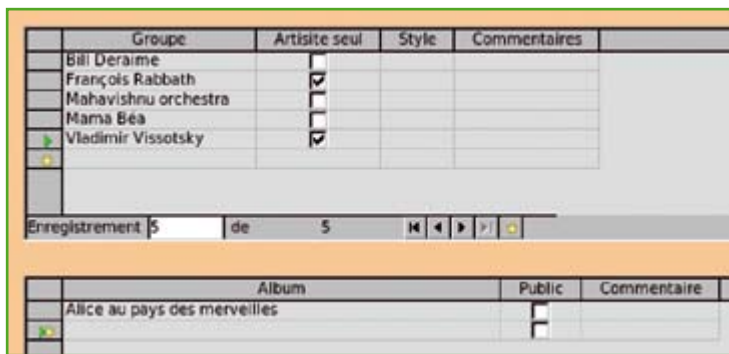 Groupe Artisite seul Style Commentaires
Bill Deraime
François Rabbath
Mahavishnu orchestra
Mama Béa
Vladimir Vissotsky
Enregistrement 5 de 5
Album Public Commentaire
Alice au pays des merveilles